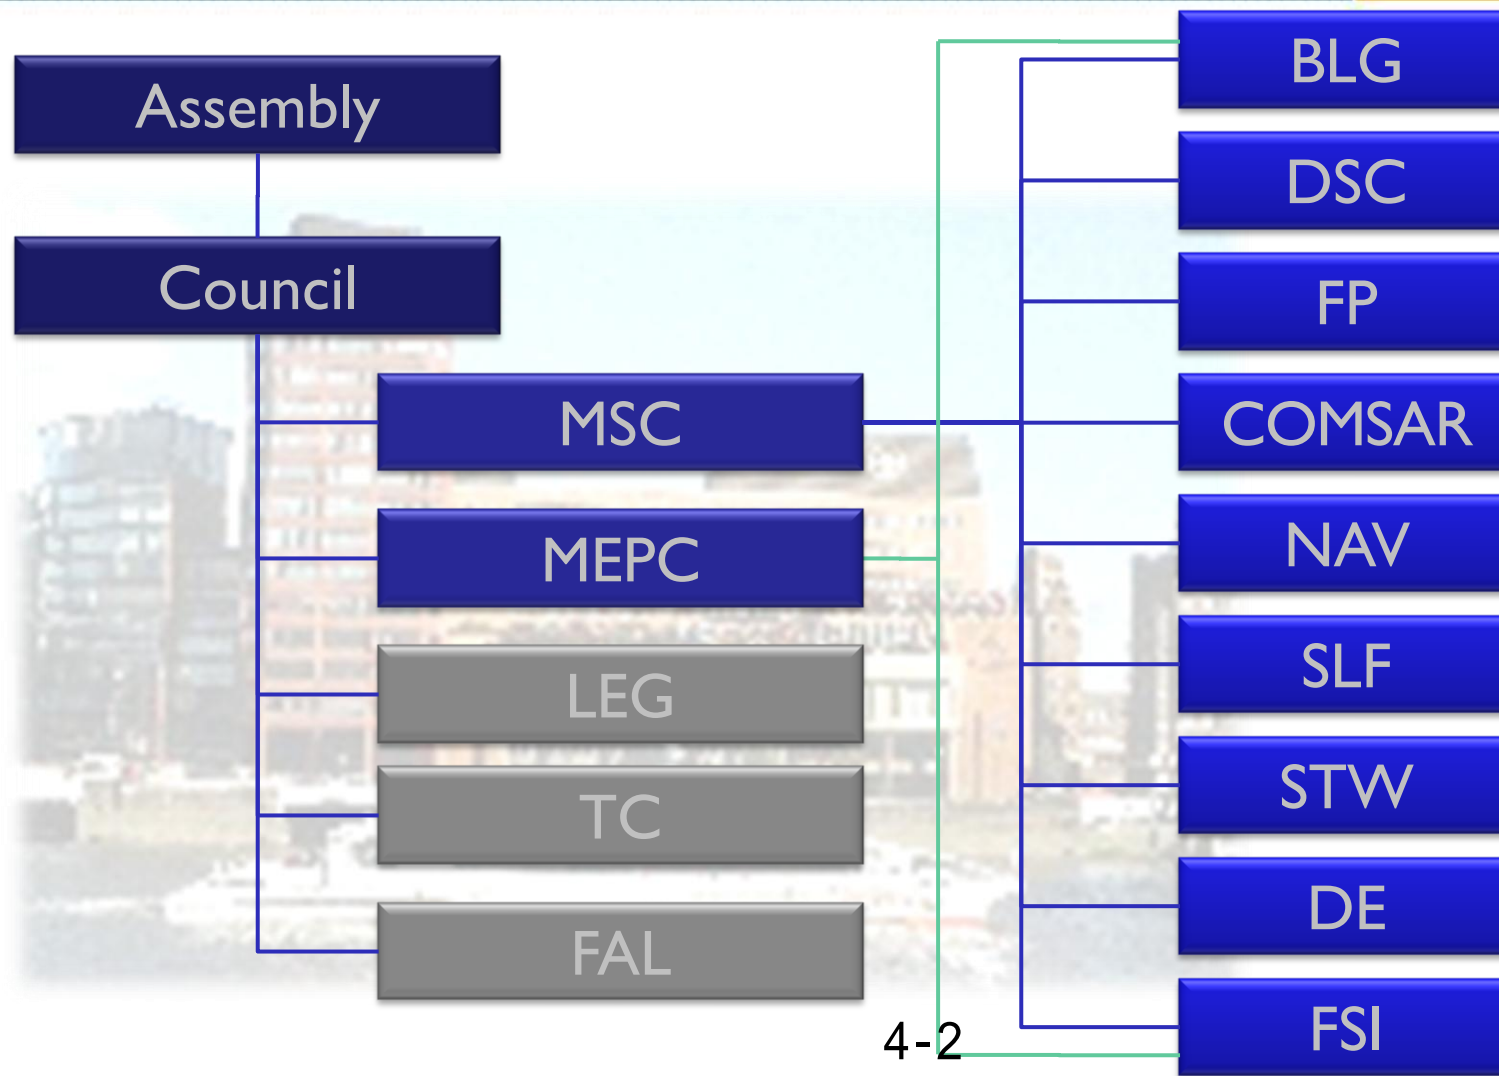 Assembly
Council
MSC
MEPC
LEG
TC
FAL
BLG
DSC
FP
COMSAR
NAV
SLF
STW
DE
FSI
4-2